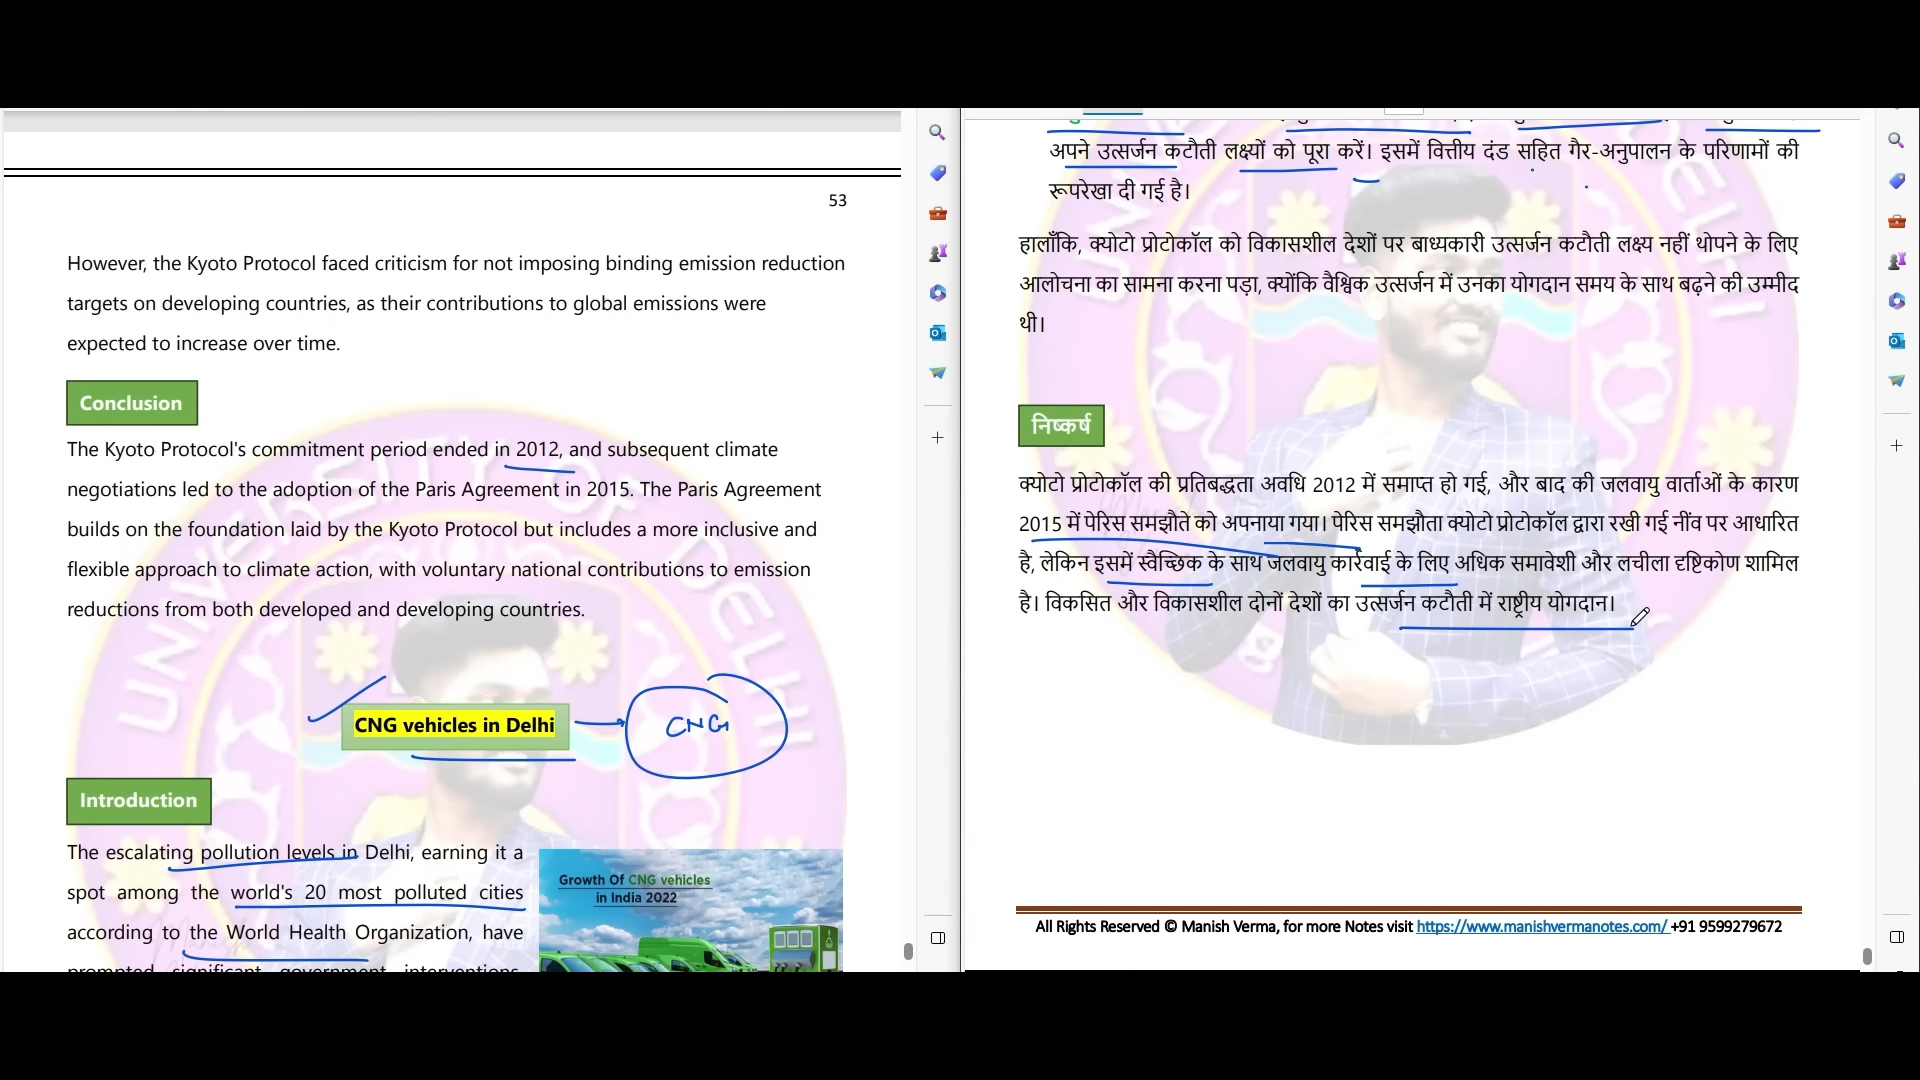 53
However, the Kyoto Protocol faced criticism for not imposing binding emission reduction
targets on developing countries, as their contributions to global emissions were
expected to increase over time.
Conclusion
The Kyoto Protocol's commitment period ended in 2012, and subsequent climate
negotiations led to the adoption of the Paris Agreement in 2015. The Paris Agreement
builds on the foundation laid by the Kyoto Protocol but includes a more inclusive and
flexible approach to climate action, with voluntary national contributions to emission
reductions from both developed and developing countries.
CNG vehicles in Delhi
CNG
Introduction
The escalating pollution levels in Delhi, earning it a
spot among the world's 20 most polluted cities
according to the World Health Organization, have
prompted significant government interventions.
Growth Of CNG vehicles
in India 2022
UNIVERSITY OF DELHI
अपने उत्सर्जन कटौती लक्ष्यों को पूरा करें। इसमें वित्तीय दंड सहित गैर-अनुपालन के परिणामों की
रूपरेखा दी गई है।
हालाँकि, क्योटो प्रोटोकॉल को विकासशील देशों पर बाध्यकारी उत्सर्जन कटौती लक्ष्य नहीं थोपने के लिए
आलोचना का सामना करना पड़ा, क्योंकि वैश्विक उत्सर्जन में उनका योगदान समय के साथ बढ़ने की उम्मीद
थी।
निष्कर्ष
क्योटो प्रोटोकॉल की प्रतिबद्धता अवधि 2012 में समाप्त हो गई, और बाद की जलवायु वार्ताओं के कारण
2015 में पेरिस समझौते को अपनाया गया। पेरिस समझौता क्योटो प्रोटोकॉल द्वारा रखी गई नींव पर आधारित
है, लेकिन इसमें स्वैच्छिक के साथ जलवायु कार्रवाई के लिए अधिक समावेशी और लचीला दृष्टिकोण शामिल
है। विकसित और विकासशील दोनों देशों का उत्सर्जन कटौती में राष्ट्रीय योगदान।
All Rights Reserved © Manish Verma, for more Notes visit https://www.manishvermanotes.com/ +91 9599279672